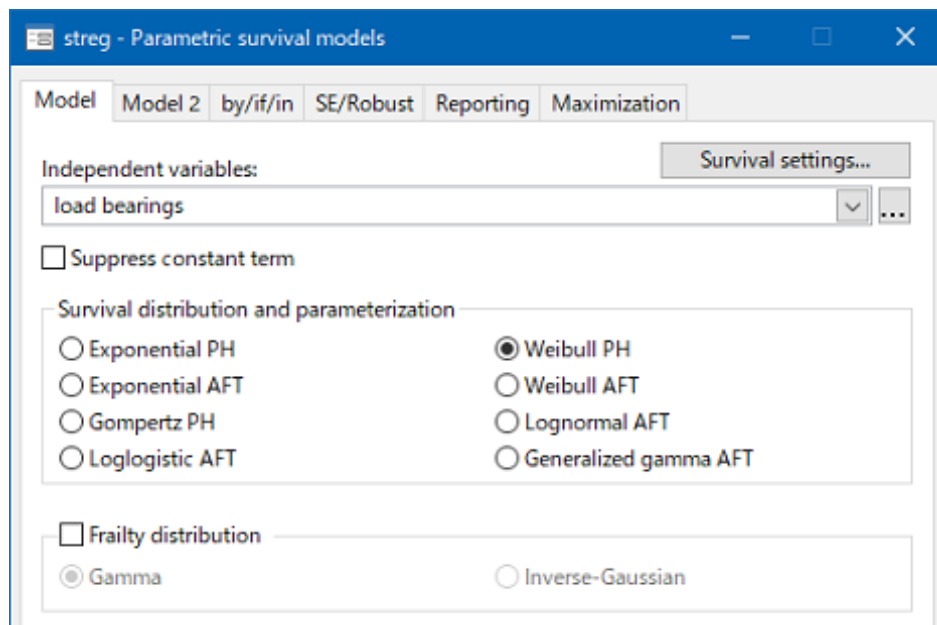 streg - Parametric survival models
Model Model 2 by/if/in SE/Robust Reporting Maximization
Survival settings...
Independent variables:
load bearings
...
Suppress constant term
Survival distribution and parameterization
Exponential PH Weibull PH
Exponential AFT Weibull AFT
Gompertz PH Lognormal AFT
Loglogistic AFT Generalized gamma AFT
Frailty distribution
Gamma Inverse-Gaussian